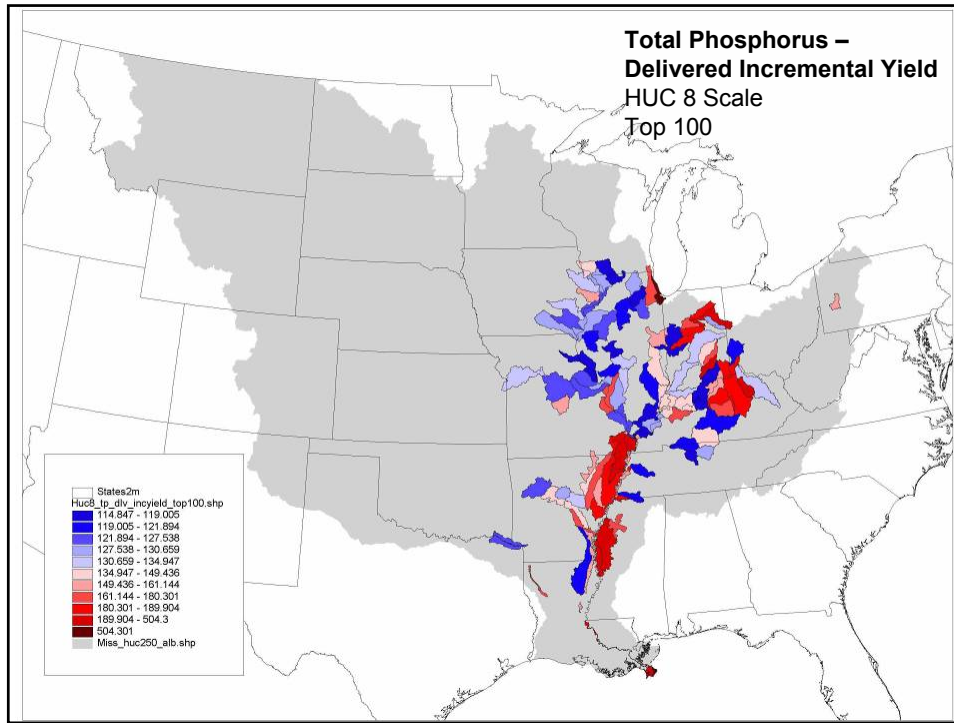 Total Phosphorus –
Delivered Incremental Yield
HUC 8 Scale
Top 100
States2m
Huc8_tp_dlv_incyield_top100.shp
114.847 - 119.005
119.005 - 121.894
121.894 - 127.538
127.538 - 130.659
130.659 - 134.947
134.947 - 149.436
149.436 - 161.144
161.144 - 180.301
180.301 - 189.904
189.904 - 504.3
504.301
Miss_huc250_alb.shp